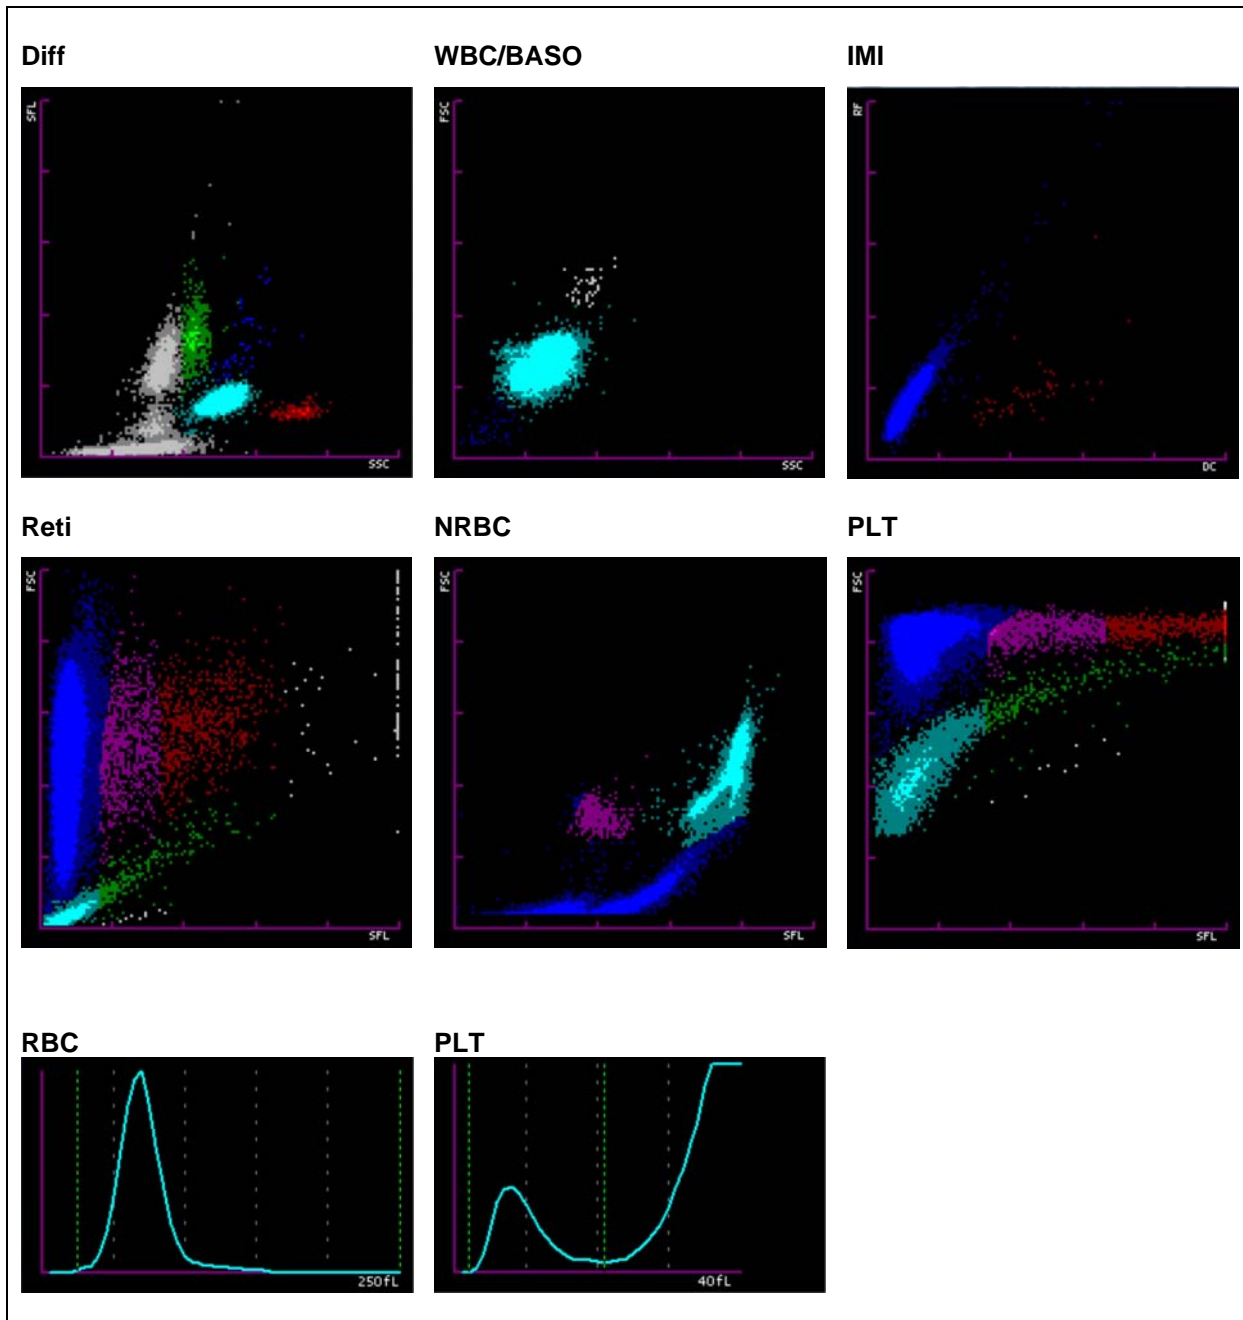 Diff WBC/BASO IMI
SFL FSC RF
SSC SSC DC
Reti NRBC PLT
FSC FSC FSC
SFL SFL SFL
RBC PLT
250fL 40fL